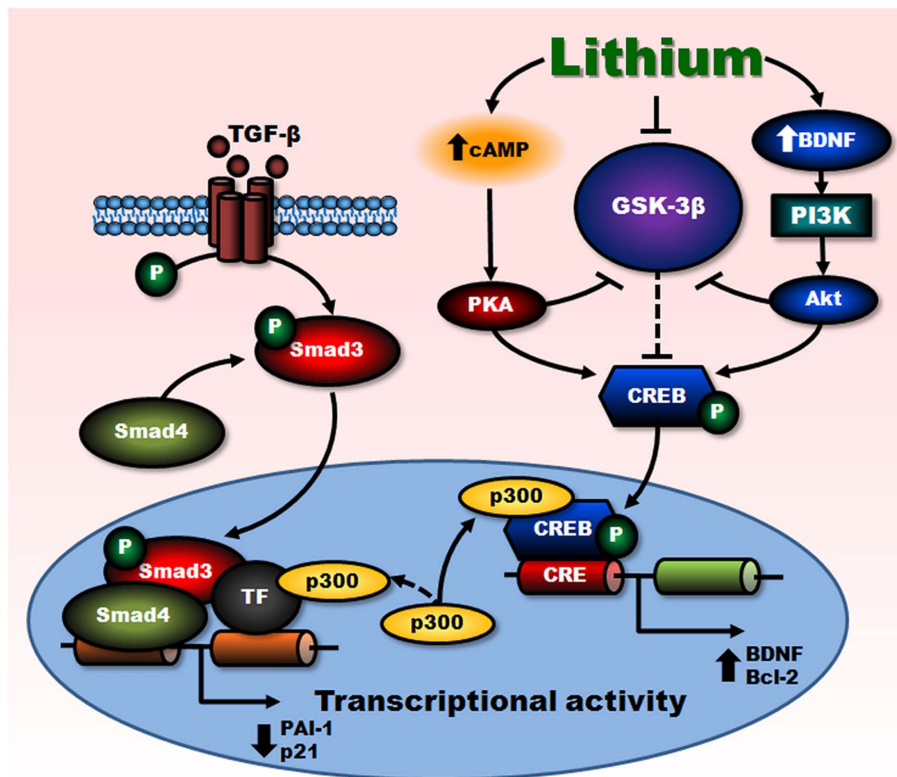 Lithium
TGF-β
cAMP
BDNF
GSK-3β
PI3K
P
PKA
Akt
P
Smad3
CREB
P
Smad4
p300
P
CREB
P
Smad3
p300
CRE
TF
Smad4
p300
BDNF
Bcl-2
Transcriptional activity
PAI-1
p21